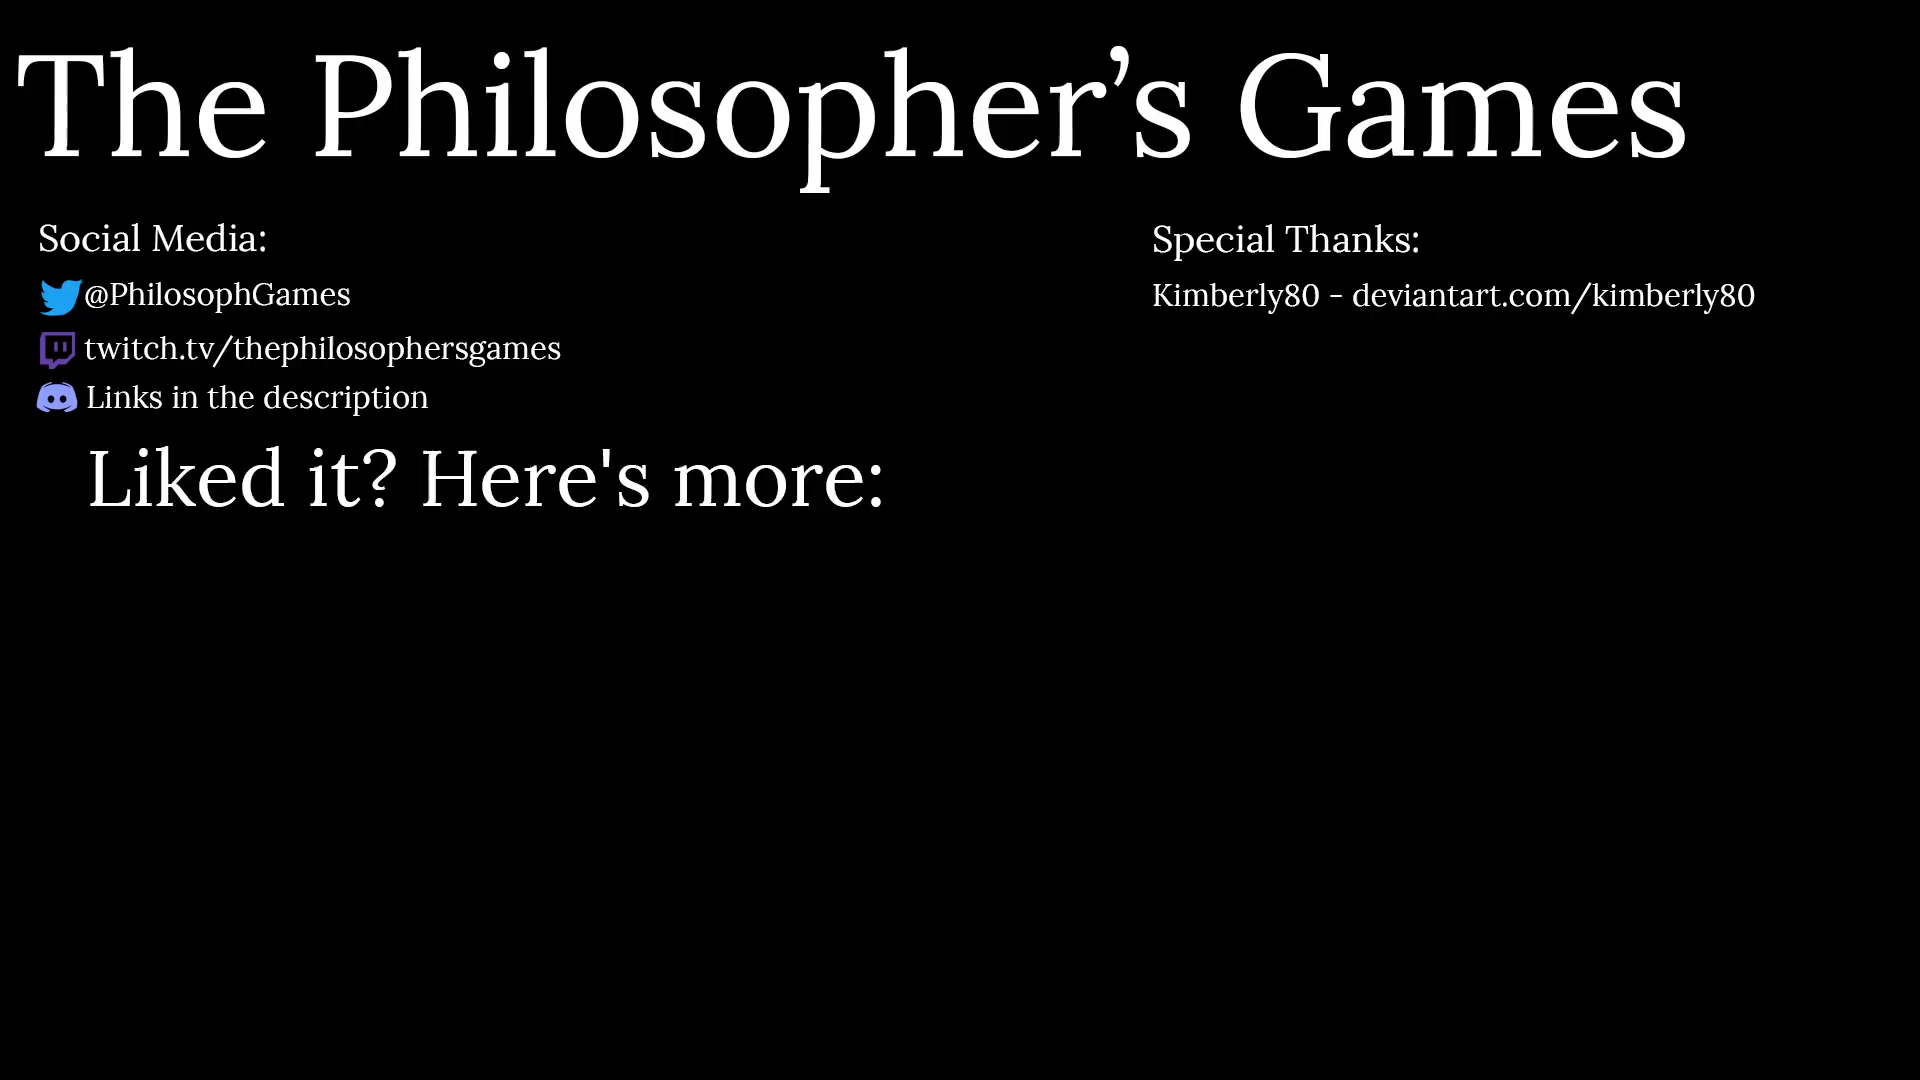 The Philosopher’s Games
Social Media:
@PhilosophGames
twitch.tv/thephilosophersgames
Links in the description
Special Thanks:
Kimberly80 - deviantart.com/kimberly80
Liked it? Here's more: